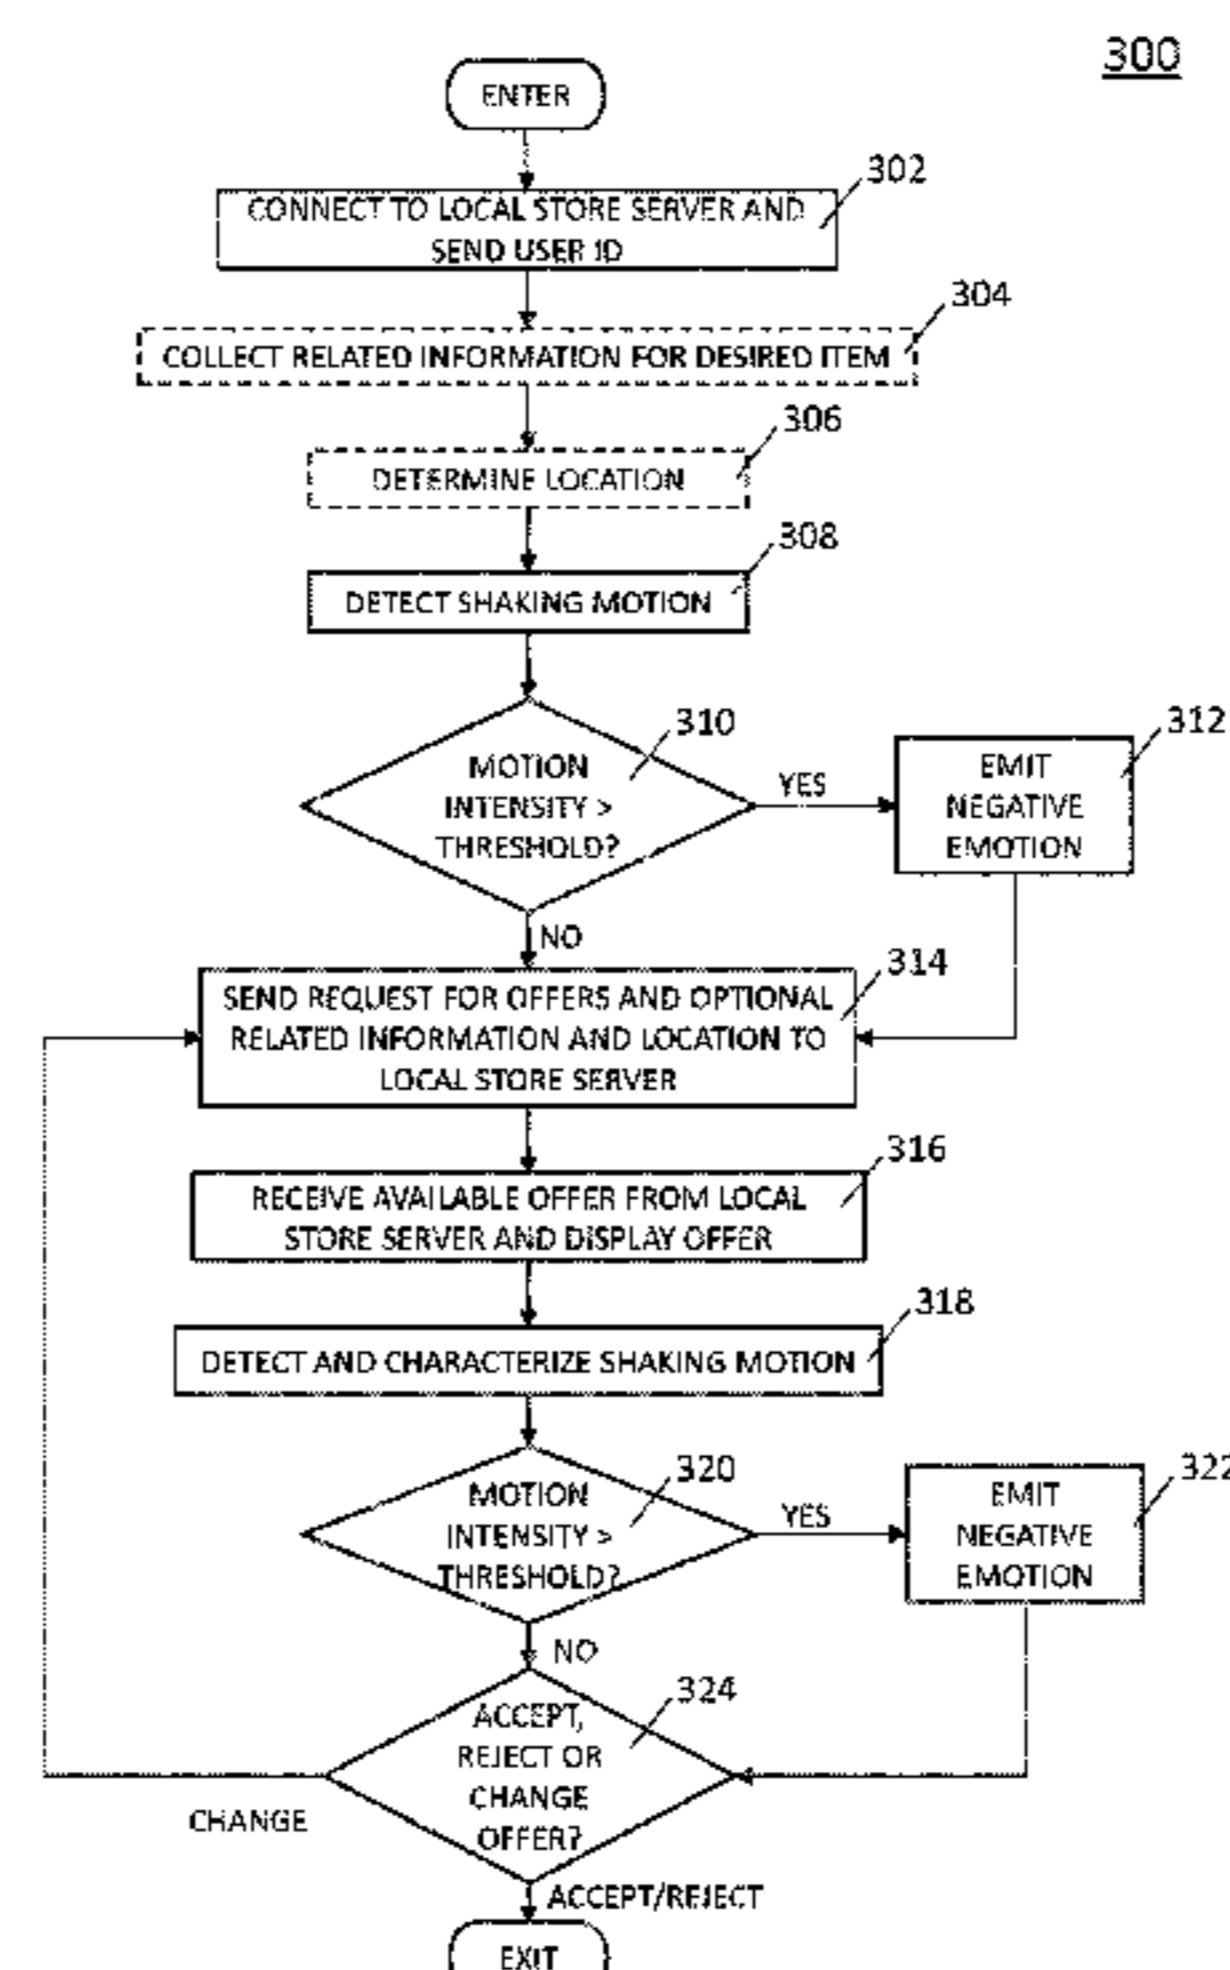 300
ENTER
302
CONNECT TO LOCAL STORE SERVER AND
SEND USER ID
304
COLLECT RELATED INFORMATION FOR DESIRED ITEM
306
DETERMINE LOCATION
308
DETECT SHAKING MOTION
310
MOTION
INTENSITY >
THRESHOLD?
YES
312
EMIT
NEGATIVE
EMOTION
NO
314
SEND REQUEST FOR OFFERS AND OPTIONAL
RELATED INFORMATION AND LOCATION TO
LOCAL STORE SERVER
316
RECEIVE AVAILABLE OFFER FROM LOCAL
STORE SERVER AND DISPLAY OFFER
318
DETECT AND CHARACTERIZE SHAKING MOTION
320
MOTION
INTENSITY >
THRESHOLD?
YES
322
EMIT
NEGATIVE
EMOTION
NO
324
ACCEPT,
REJECT OR
CHANGE
OFFER?
CHANGE
ACCEPT/REJECT
EXIT